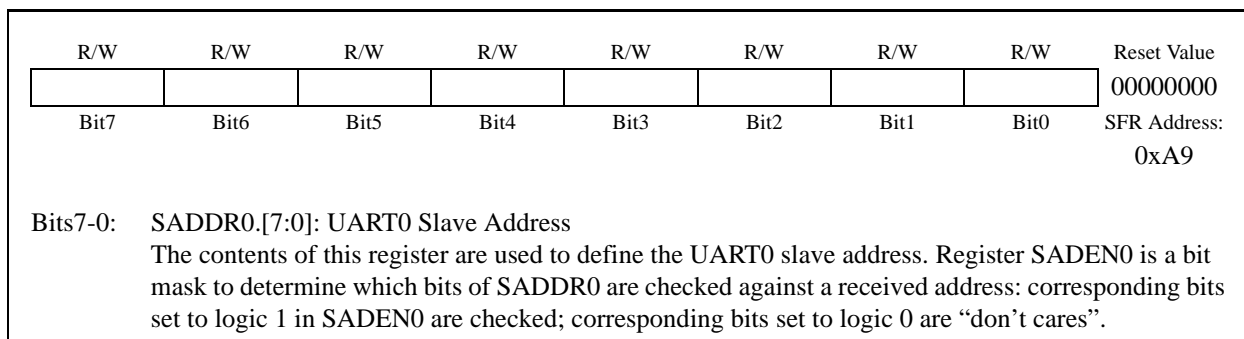 R/W R/W R/W R/W R/W R/W R/W R/W Reset Value
00000000
Bit7 Bit6 Bit5 Bit4 Bit3 Bit2 Bit1 Bit0 SFR Address:
0xA9
Bits7-0: SADDR0.[7:0]: UART0 Slave Address
The contents of this register are used to define the UART0 slave address. Register SADEN0 is a bit
mask to determine which bits of SADDR0 are checked against a received address: corresponding bits
set to logic 1 in SADEN0 are checked; corresponding bits set to logic 0 are “don’t cares”.